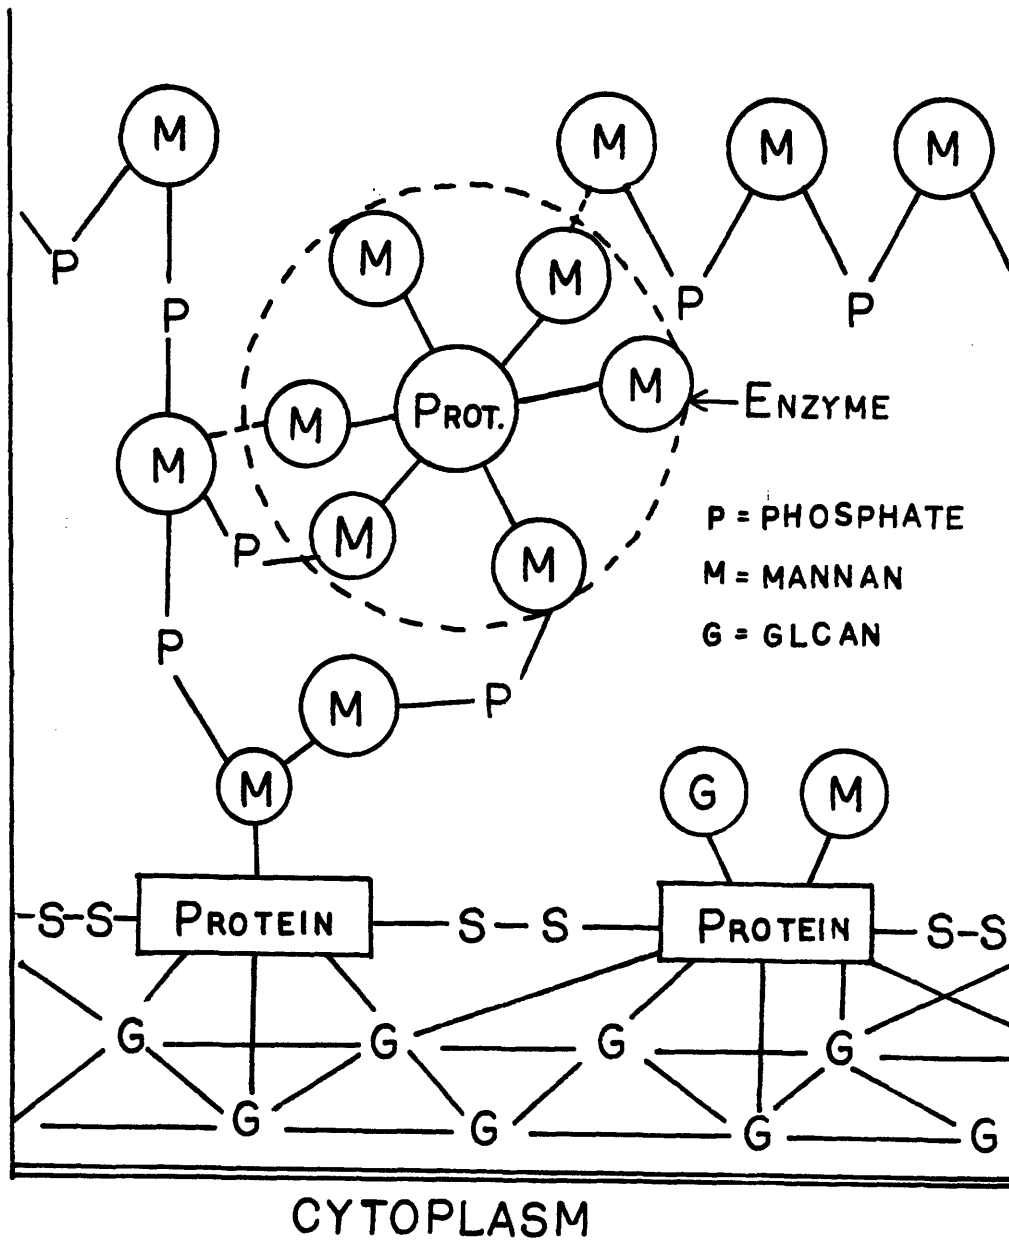 M
M M M
P
M M
P
P P
M
PROT.
M
ENZYME
M
M
P
M
M
P = PHOSPHATE
M = MANNAN
G = GLCAN
P
M
P
M
G M
S-S PROTEIN S-S PROTEIN S-S
G G G G
G G G G
CYTOPLASM